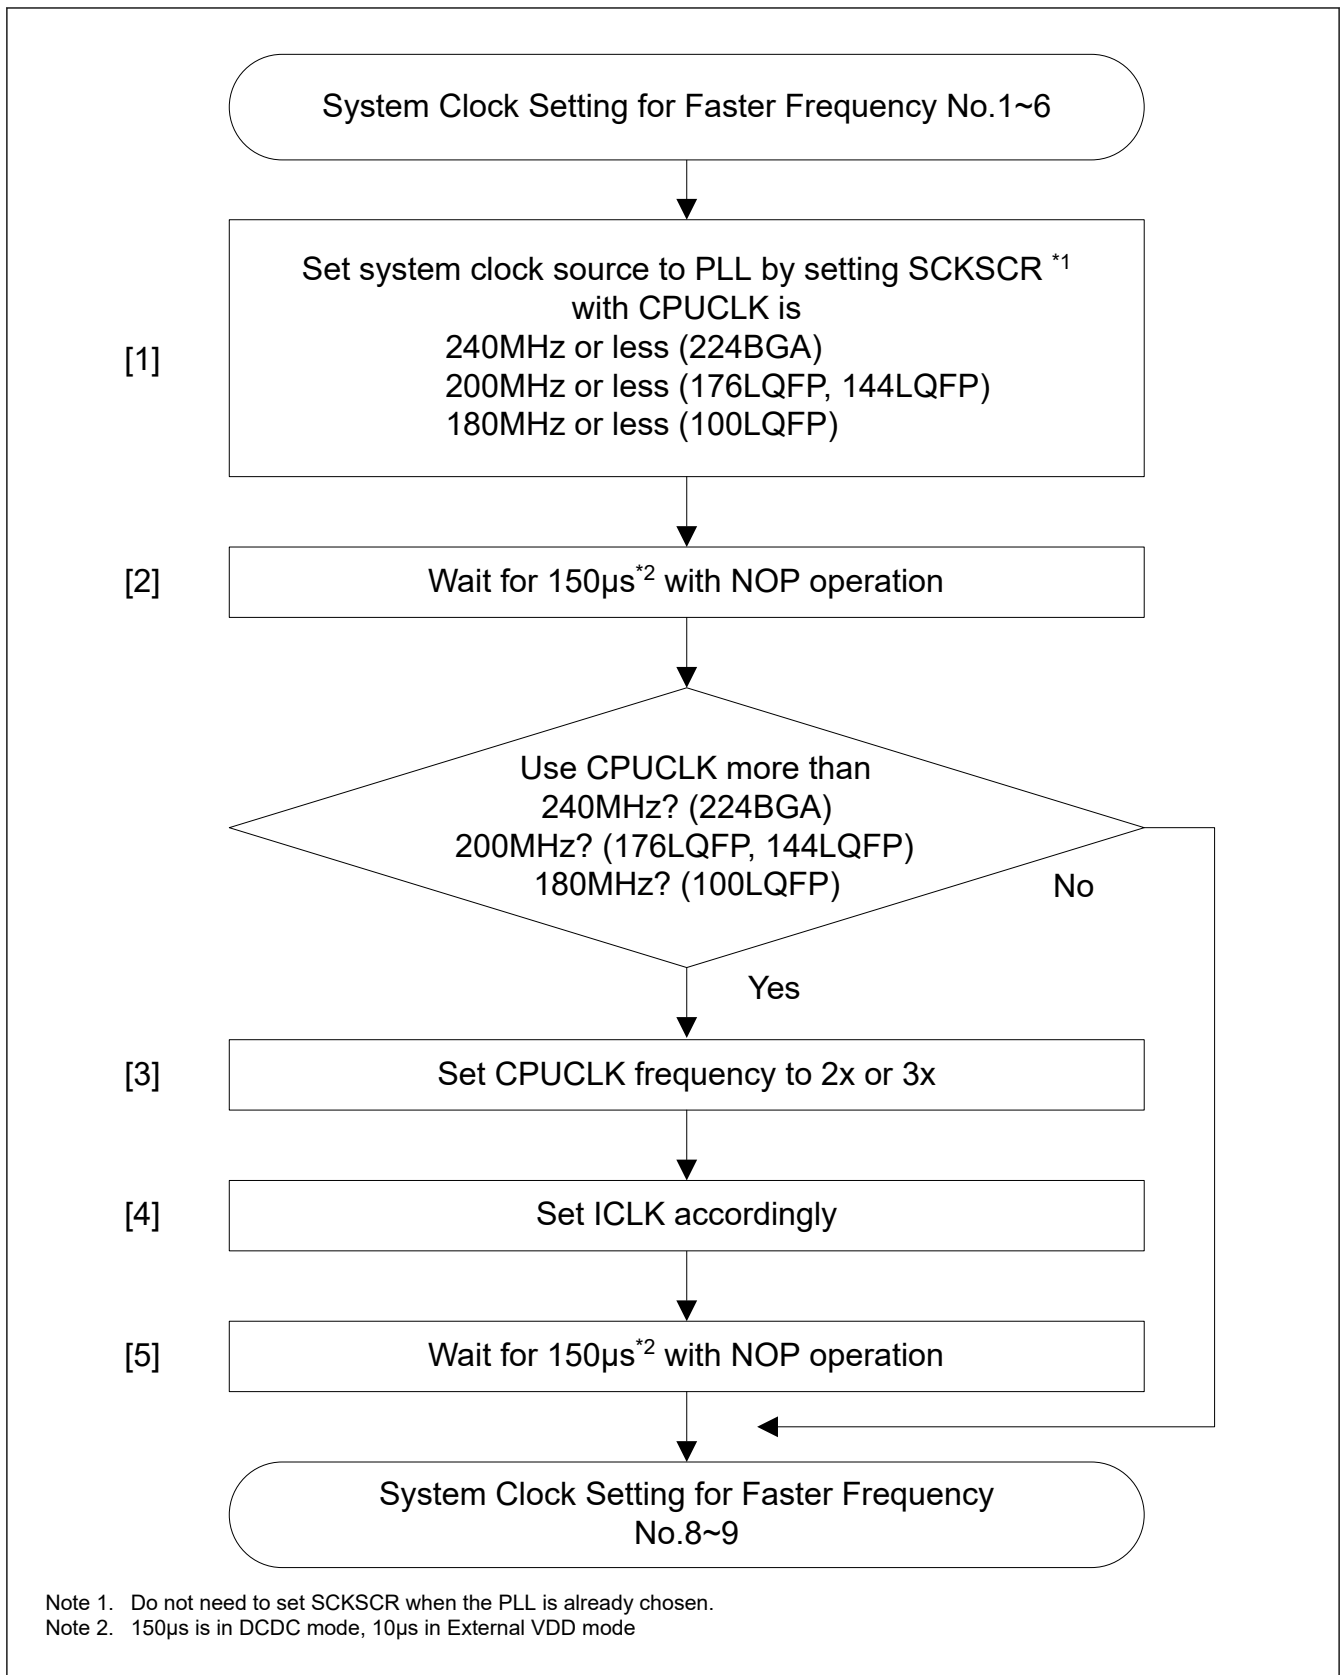 System Clock Setting for Faster Frequency No.1~6
[1]
Set system clock source to PLL by setting SCKSCR *1
with CPUCLK is
240MHz or less (224BGA)
200MHz or less (176LQFP, 144LQFP)
180MHz or less (100LQFP)
[2]
Wait for 150µs*2 with NOP operation
Use CPUCLK more than
240MHz? (224BGA)
200MHz? (176LQFP, 144LQFP)
180MHz? (100LQFP)
No
Yes
[3]
Set CPUCLK frequency to 2x or 3x
[4]
Set ICLK accordingly
[5]
Wait for 150µs*2 with NOP operation
System Clock Setting for Faster Frequency
No.8~9
Note 1. Do not need to set SCKSCR when the PLL is already chosen.
Note 2. 150µs is in DCDC mode, 10µs in External VDD mode